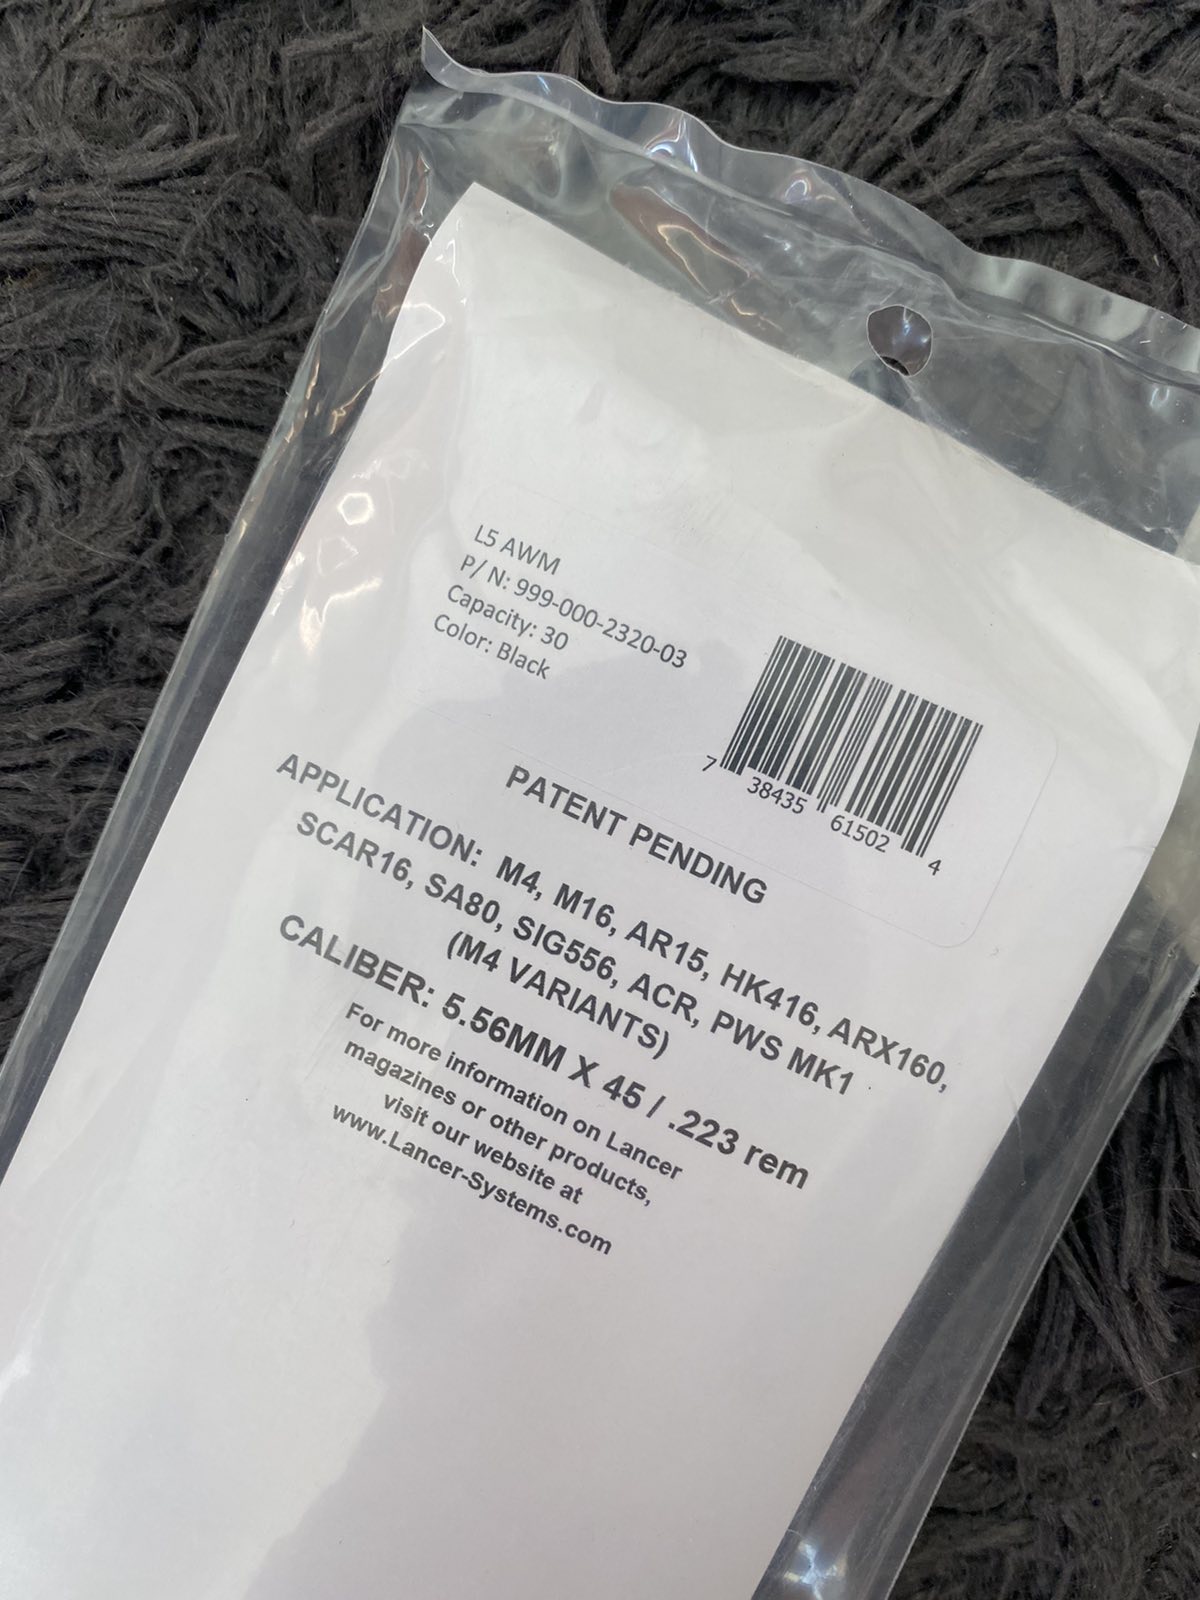 L5 AWM
P/ N: 999-000-2320-03
Capacity: 30
Color: Black
7 38435 61502 4
PATENT PENDING
APPLICATION: M4, M16, AR15, HK416, ARX160,
SCAR16, SA80, SIG556, ACR, PWS MK1
(M4 VARIANTS)
CALIBER: 5.56MM X 45 / .223 rem
For more information on Lancer
magazines or other products,
visit our website at
www.Lancer-Systems.com